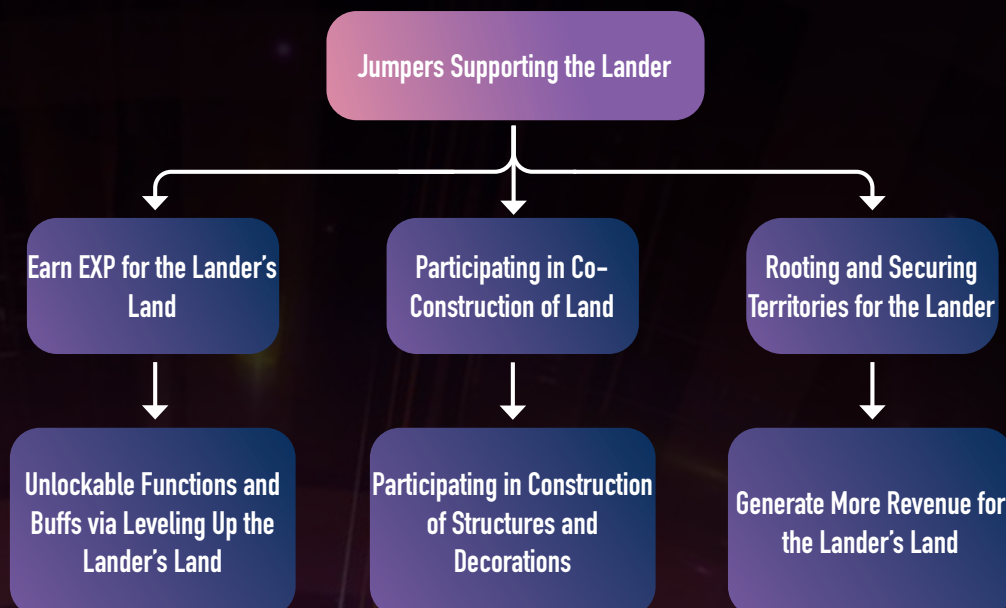 Jumpers Supporting the Lander
Earn EXP for the Lander's
Land
Participating in Co-
Construction of Land
Rooting and Securing
Territories for the Lander
Unlockable Functions and
Buffs via Leveling Up the
Lander's Land
Participating in Construction
of Structures and
Decorations
Generate More Revenue for
the Lander's Land